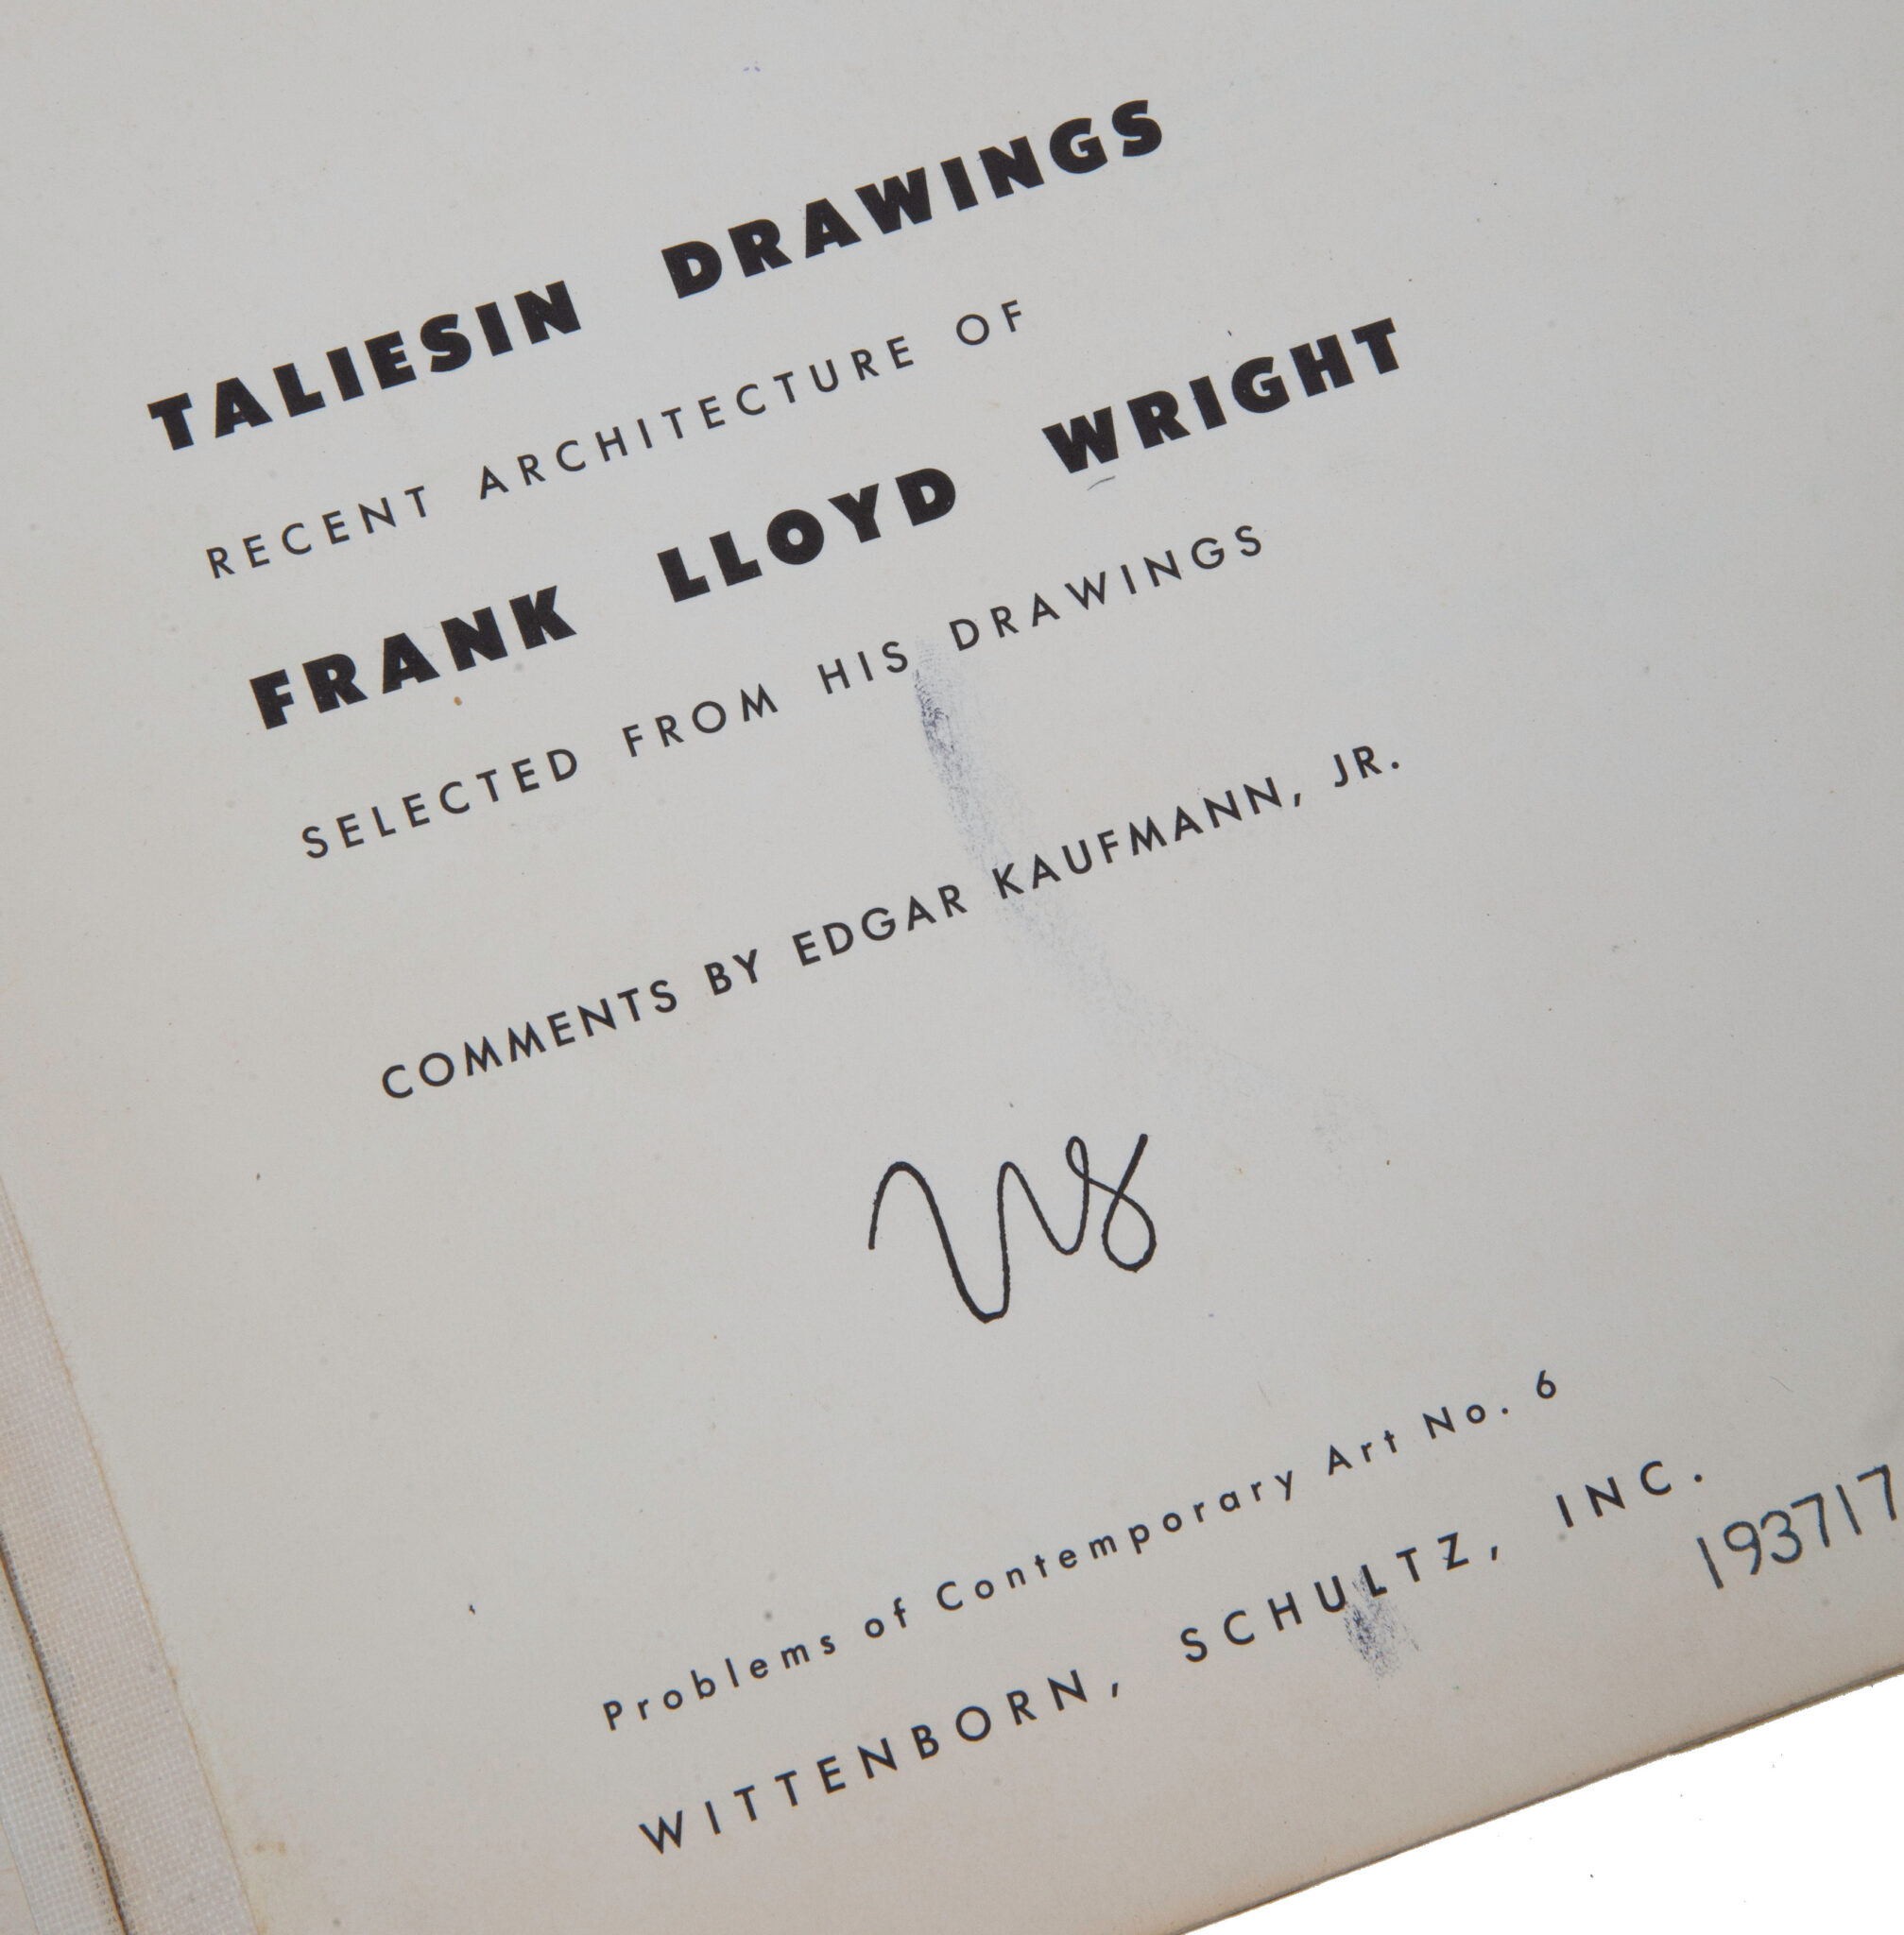 TALIESIN DRAWINGS
RECENT ARCHITECTURE OF
FRANK LLOYD WRIGHT
SELECTED FROM HIS DRAWINGS
COMMENTS BY EDGAR KAUFMANN, JR.
WS
Problems of Contemporary Art No. 6
WITTENBORN, SCHULTZ, INC.
193717